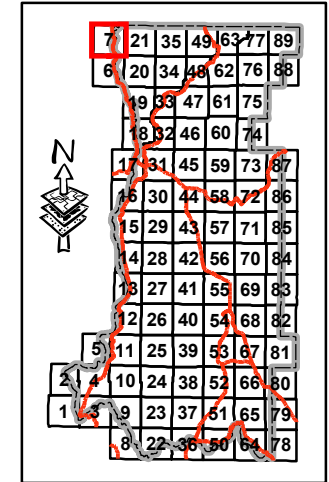 7 21 35 49 63 77 89
6 20 34 48 62 76 88
19 33 47 61 75
18 32 46 60 74
N
17 31 45 59 73 87
16 30 44 58 72 86
15 29 43 57 71 85
14 28 42 56 70 84
13 27 41 55 69 83
12 26 40 54 68 82
5 11 25 39 53 67 81
2 4 10 24 38 52 66 80
1 3 9 23 37 51 65 79
8 22 36 50 64 78